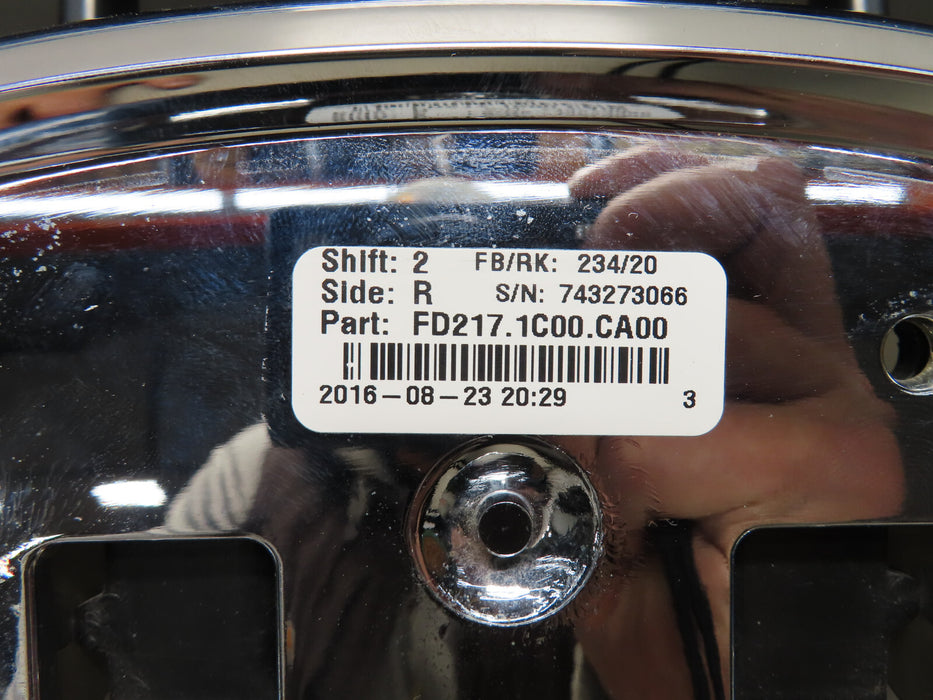 Shift: 2 FB/RK: 234/20
Side: R S/N: 743273066
Part: FD217.1C00.CA00
2016-08-23 20:29 3